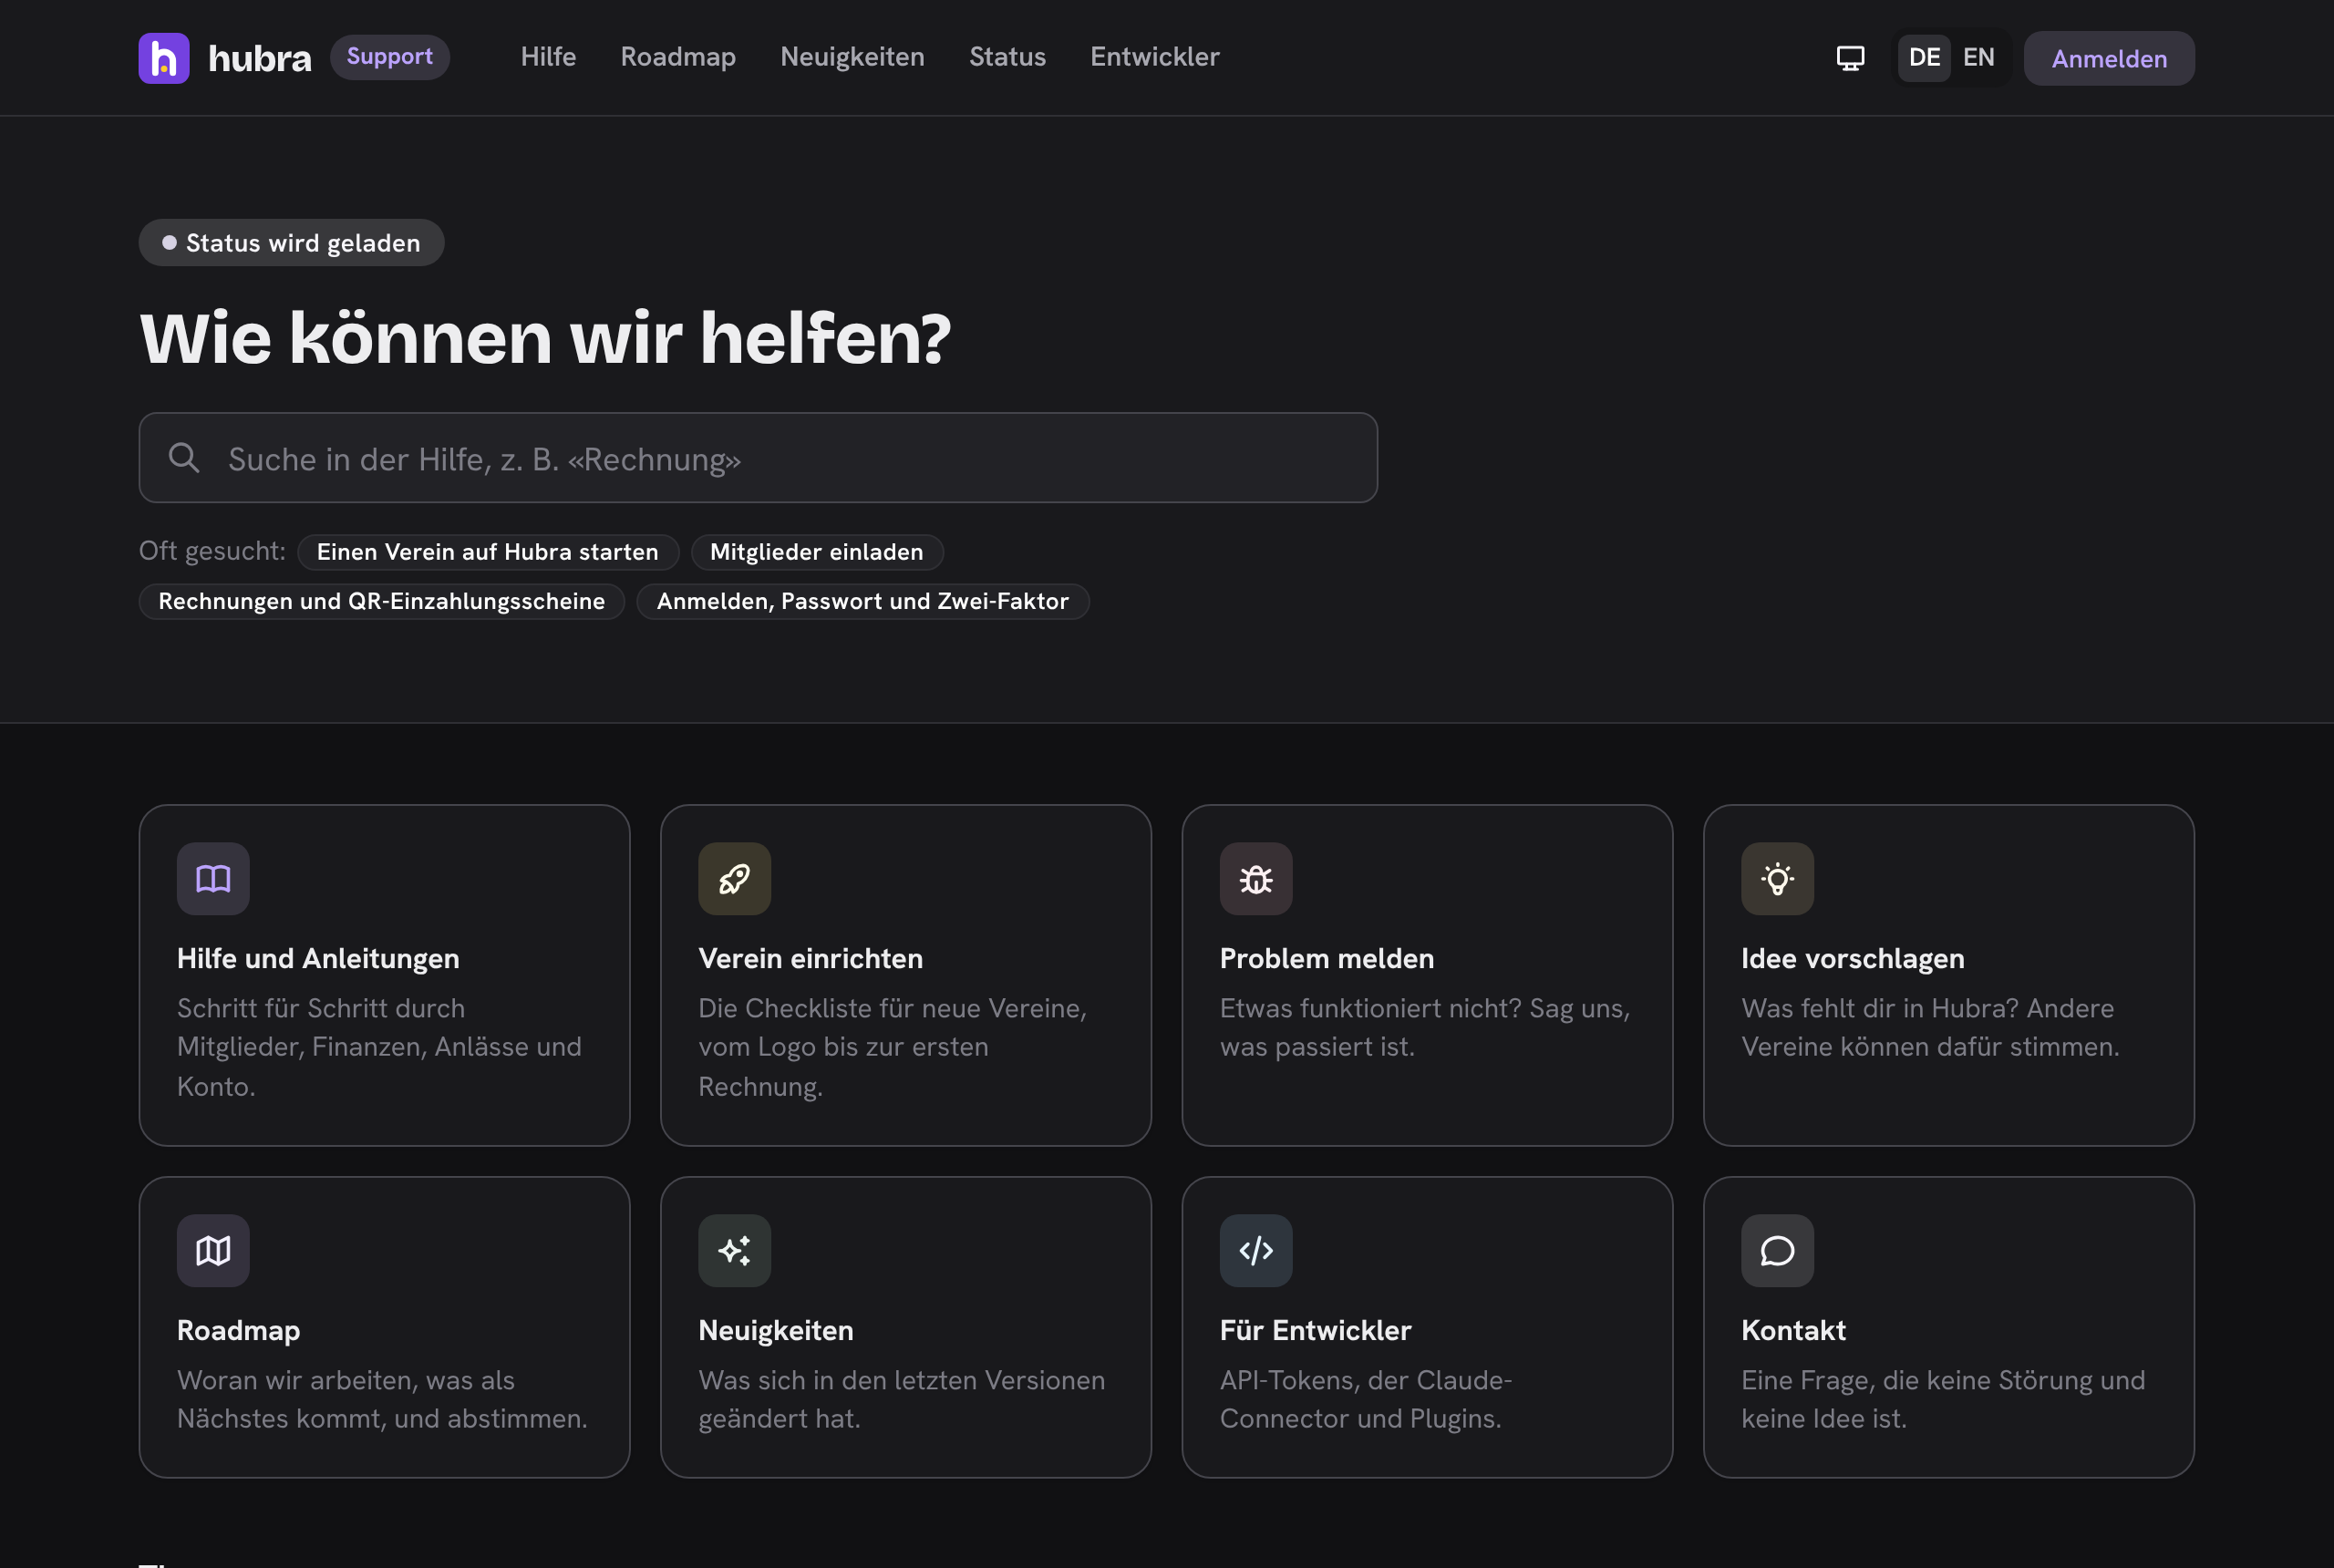 hubra Support Hilfe Roadmap Neuigkeiten Status Entwickler DE EN Anmelden
Status wird geladen
Wie können wir helfen?
Suche in der Hilfe, z. B. «Rechnung»
Oft gesucht: Einen Verein auf Hubra starten Mitglieder einladen
Rechnungen und QR-Einzahlungsscheine Anmelden, Passwort und Zwei-Faktor
Hilfe und Anleitungen
Schritt für Schritt durch
Mitglieder, Finanzen, Anlässe und
Konto.
Verein einrichten
Die Checkliste für neue Vereine,
vom Logo bis zur ersten
Rechnung.
Problem melden
Etwas funktioniert nicht? Sag uns,
was passiert ist.
Idee vorschlagen
Was fehlt dir in Hubra? Andere
Vereine können dafür stimmen.
Roadmap
Woran wir arbeiten, was als
Nächstes kommt, und abstimmen.
Neuigkeiten
Was sich in den letzten Versionen
geändert hat.
Für Entwickler
API-Tokens, der Claude-
Connector und Plugins.
Kontakt
Eine Frage, die keine Störung und
keine Idee ist.